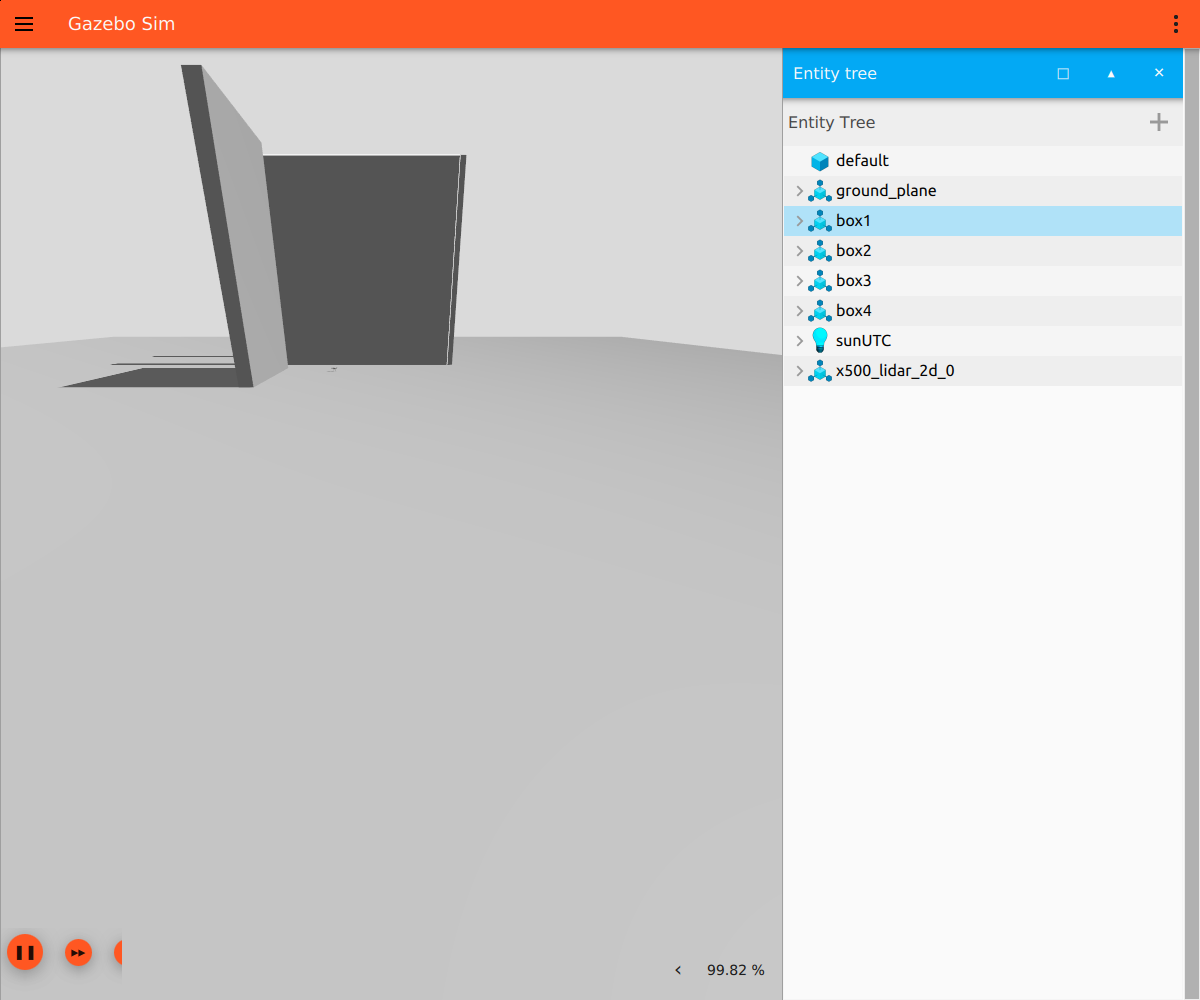 Gazebo Sim
Entity tree
Entity Tree
default
ground_plane
box1
box2
box3
box4
sunUTC
x500_lidar_2d_0
99.82 %